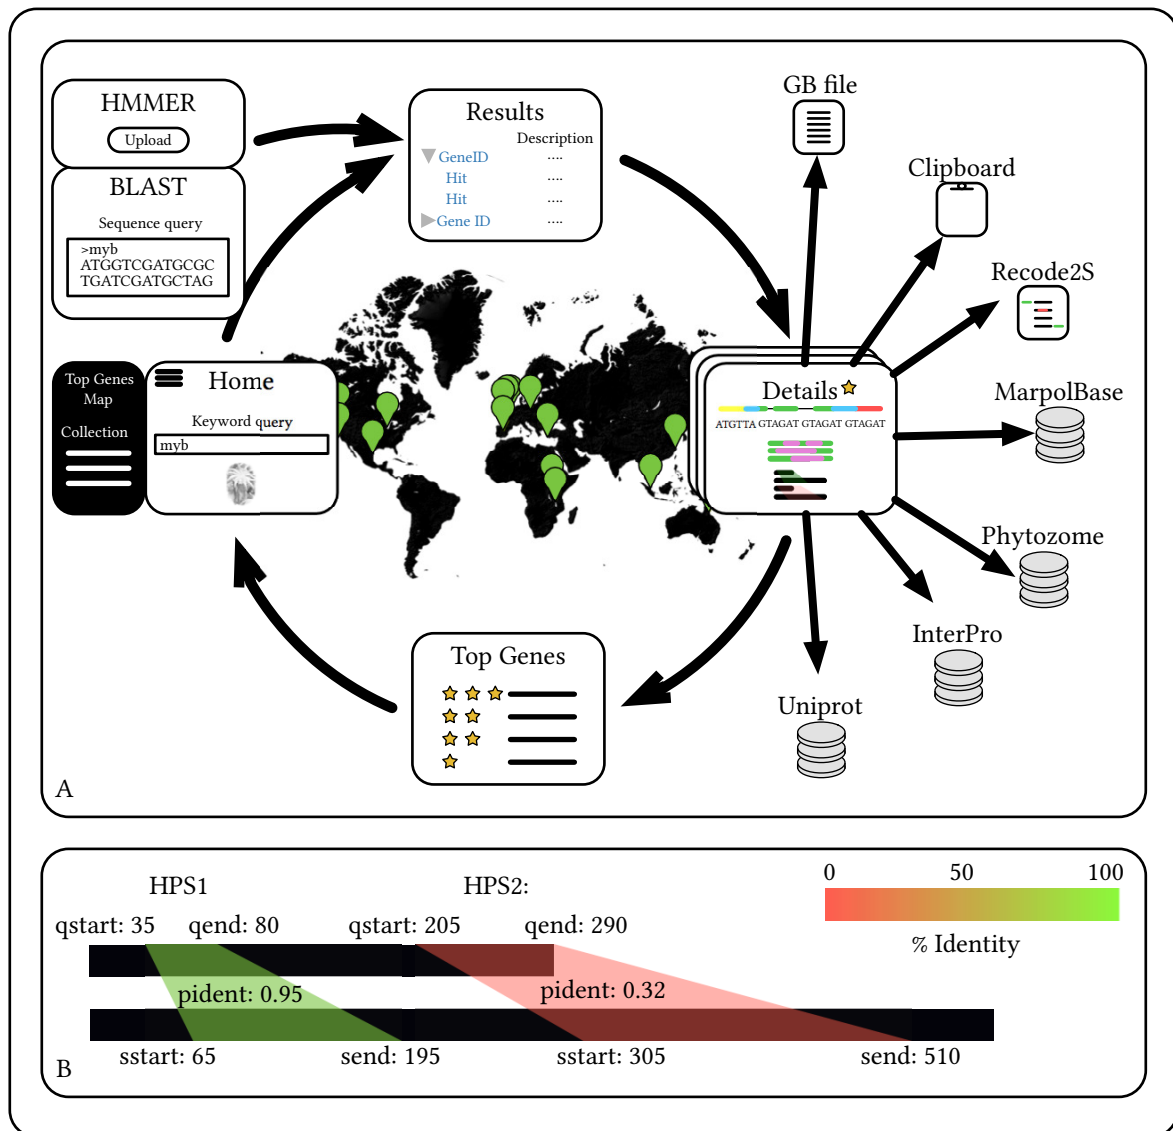 HMMER
Upload
BLAST
Sequence query
>myb
ATGGTCGATGCGC
TGATCGATGCTAG
Results
Description
GeneID ....
Hit ....
Hit ....
Gene ID ....
GB file
Clipboard
Recode2S
MarpolBase
Phytozome
InterPro
Uniprot
Top Genes
Map
Collection
Home
Keyword query
myb
Details
ATGTTA GTAGAT GTAGAT GTAGAT
Top Genes
A
HPS1 HPS2:
qstart: 35 qend: 80 qstart: 205 qend: 290
pident: 0.95 pident: 0.32
sstart: 65 send: 195 sstart: 305 send: 510
0 50 100
% Identity
B